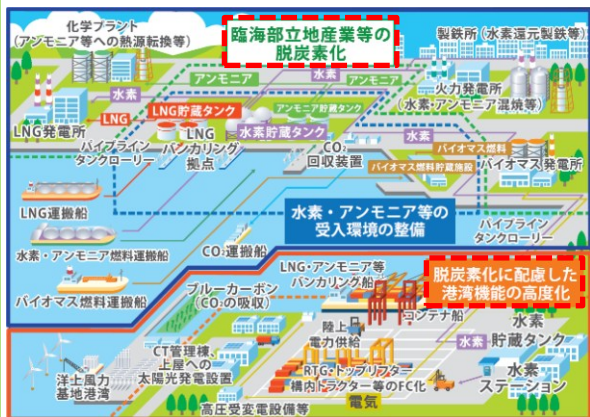 化学プラント
(アンモニア等への熱源転換等)
臨海部立地産業等の
脱炭素化
製鉄所(水素還元製鉄等)
アンモニア
水素
アンモニア
水素
LNG
LNG貯蔵タンク
アンモニア貯蔵タンク
火力発電所
(水素・アンモニア混焼等)
LNG発電所
パイプライン
タンクローリー
LNG
バンカリング
拠点
水素貯蔵タンク
CO₂
回収装置
水素
バイオマス燃料
バイオマス燃料貯蔵施設
バイオマス発電所
LNG運搬船
水素・アンモニア燃料運搬船
バイオマス燃料運搬船
CO₂運搬船
水素・アンモニア等の
受入環境の整備
パイプライン
タンクローリー
ブルーカーボン
(CO₂の吸収)
LNG・アンモニア等
バンカリング船
脱炭素化に配慮した
港湾機能の高度化
コンテナ船
陸上
電力供給
水素
水素
貯蔵タンク
洋上風力
基地港湾
CT管理棟、
上屋への
太陽光発電設置
RTG・トップリフター
構内トラクター等のFC化
水素
ステーション
高圧受変電設備等
電気